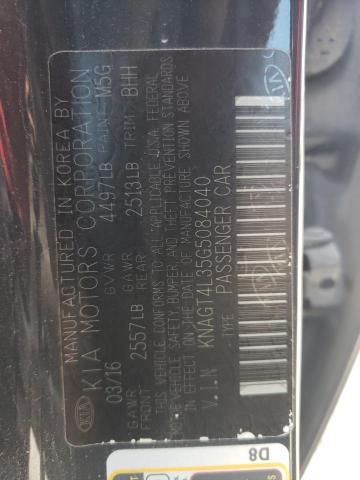 MANUFACTURED IN KOREA BY
KIA MOTORS CORPORATION
03/16 GVWR 4497LB PAINT M5G
GAWR FRONT 2557LB GAWR REAR 2513LB TRIM BHH
THIS VEHICLE CONFORMS TO ALL APPLICABLE U.S.A. FEDERAL
MOTOR VEHICLE SAFETY, BUMPER, AND THEFT PREVENTION STANDARDS
IN EFFECT ON THE DATE OF MANUFACTURE SHOWN ABOVE.
V.I.N KNAGT4L35G5084040
TYPE PASSENGER CAR
KIA
KIA
D8